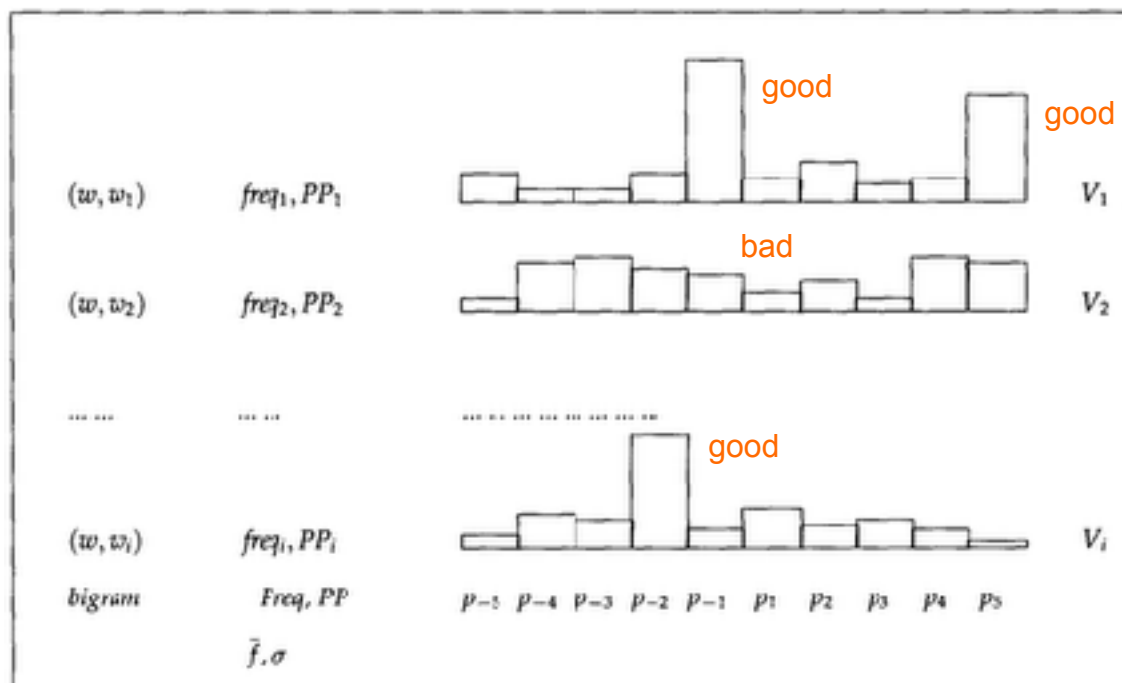 good
good
(w, w₁) freq₁, PP₁ V₁
bad
(w, w₂) freq₂, PP₂ V₂
... ... ... ... ... ... ... ... ... ... ... ...
good
(w, wᵢ) freqᵢ, PPᵢ Vᵢ
bigram Freq, PP p₋₅ p₋₄ p₋₃ p₋₂ p₋₁ p₁ p₂ p₃ p₄ p₅
f̄, σ